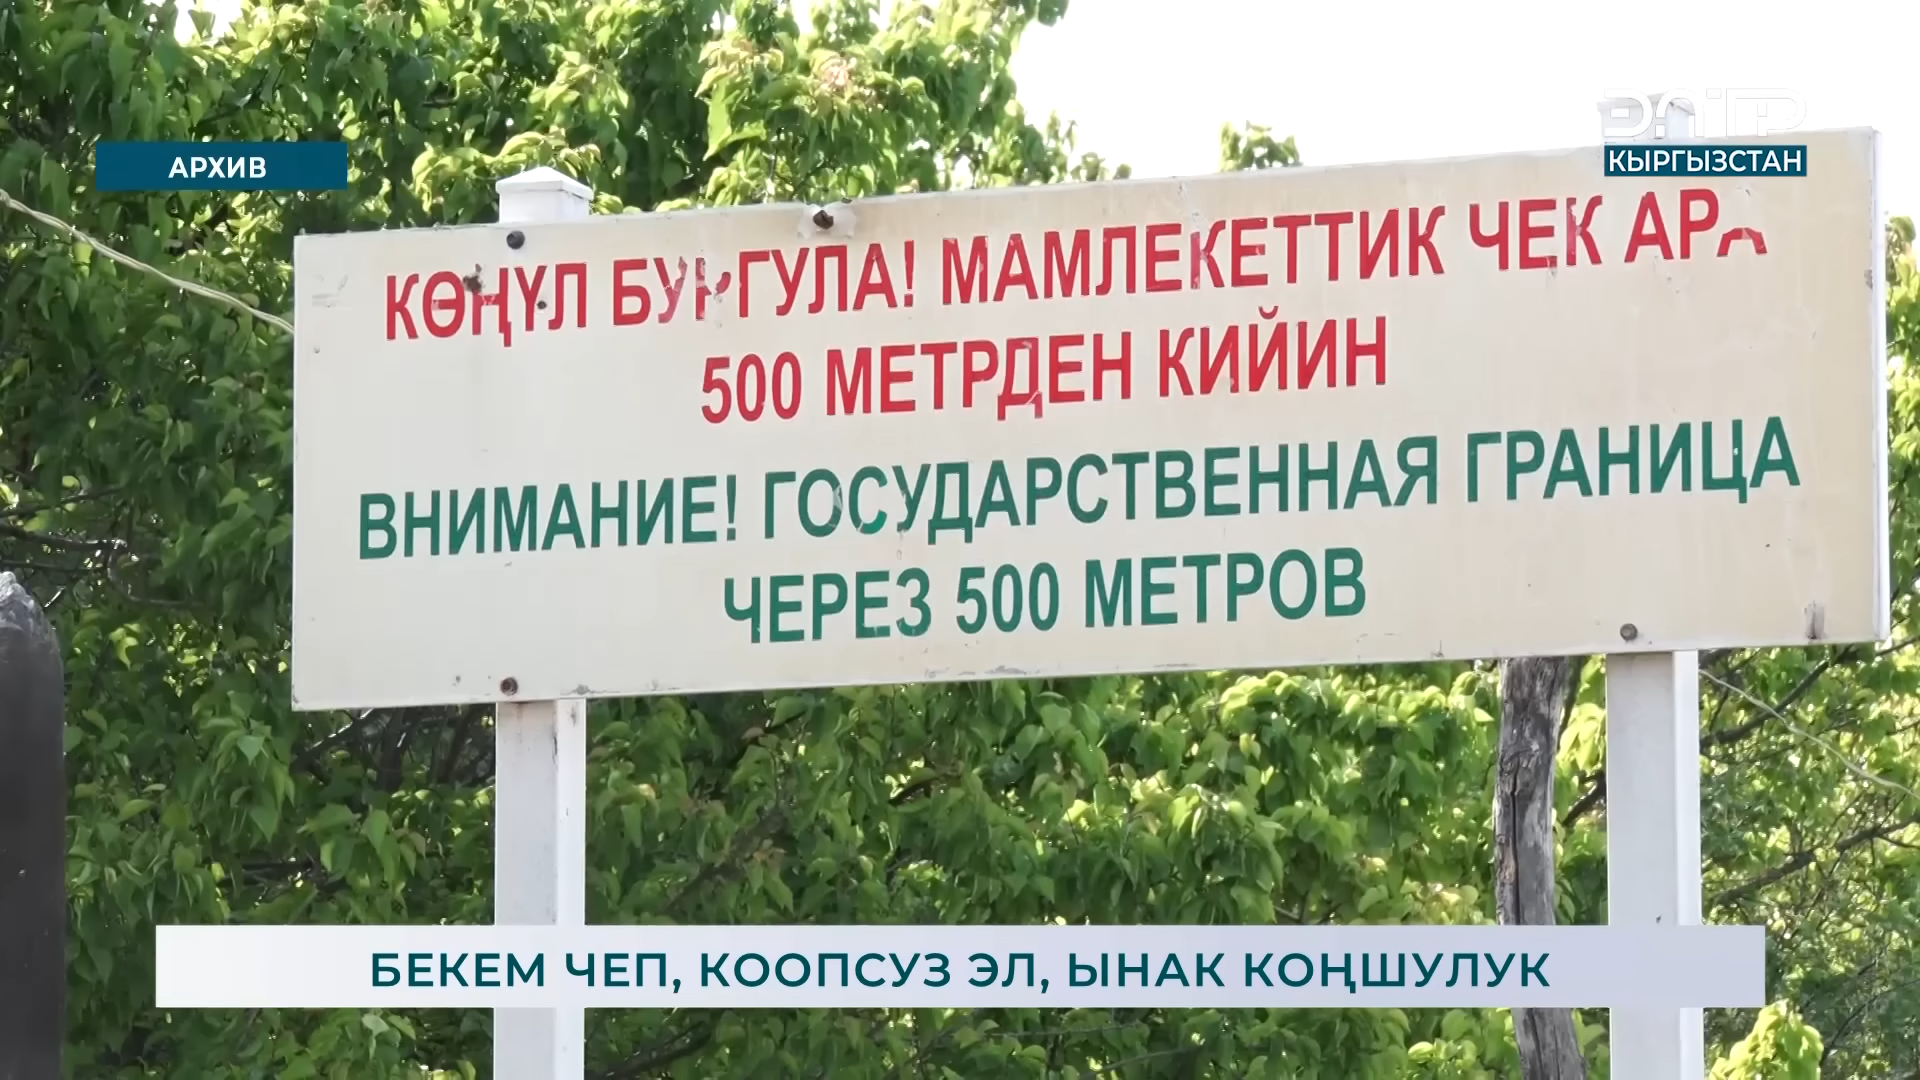 ЭЛТР
КЫРГЫЗСТАН
АРХИВ
КӨҢҮЛ БУРГУЛА! МАМЛЕКЕТТИК ЧЕК АРА
500 МЕТРДЕН КИЙИН
ВНИМАНИЕ! ГОСУДАРСТВЕННАЯ ГРАНИЦА
ЧЕРЕЗ 500 МЕТРОВ
БЕКЕМ ЧЕП, КООПСУЗ ЭЛ, ЫНАК КОҢШУЛУК